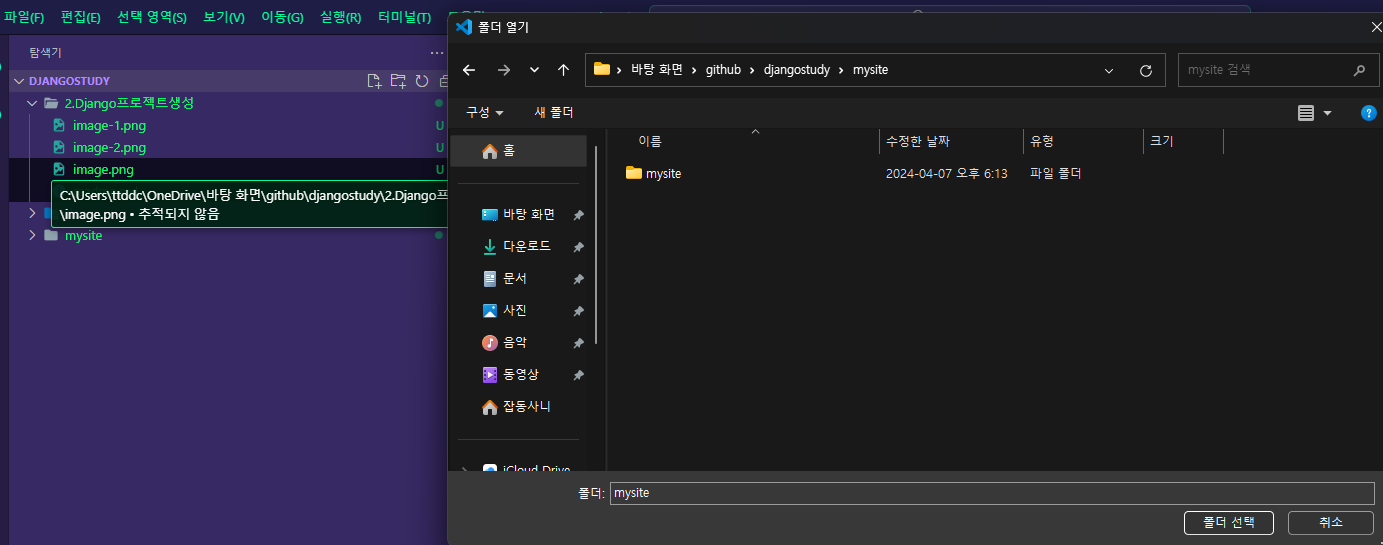 파일(F) 편집(E) 선택 영역(S) 보기(V) 이동(G) 실행(R) 터미널(T)
탐색기
DJANGOSTUDY
2.Django프로젝트생성
image-1.png U
image-2.png U
image.png U
C:\Users\ttddc\OneDrive\바탕 화면\github\djangostudy\2.Django프
\image.png • 추적되지 않음
mysite
폴더 열기
바탕 화면 › github › djangostudy › mysite
mysite 검색
구성 새 폴더
이름 수정한 날짜 유형 크기
mysite 2024-04-07 오후 6:13 파일 폴더
홈
바탕 화면
다운로드
문서
사진
음악
동영상
잡동사니
iCloud Drive
폴더: mysite
폴더 선택 취소